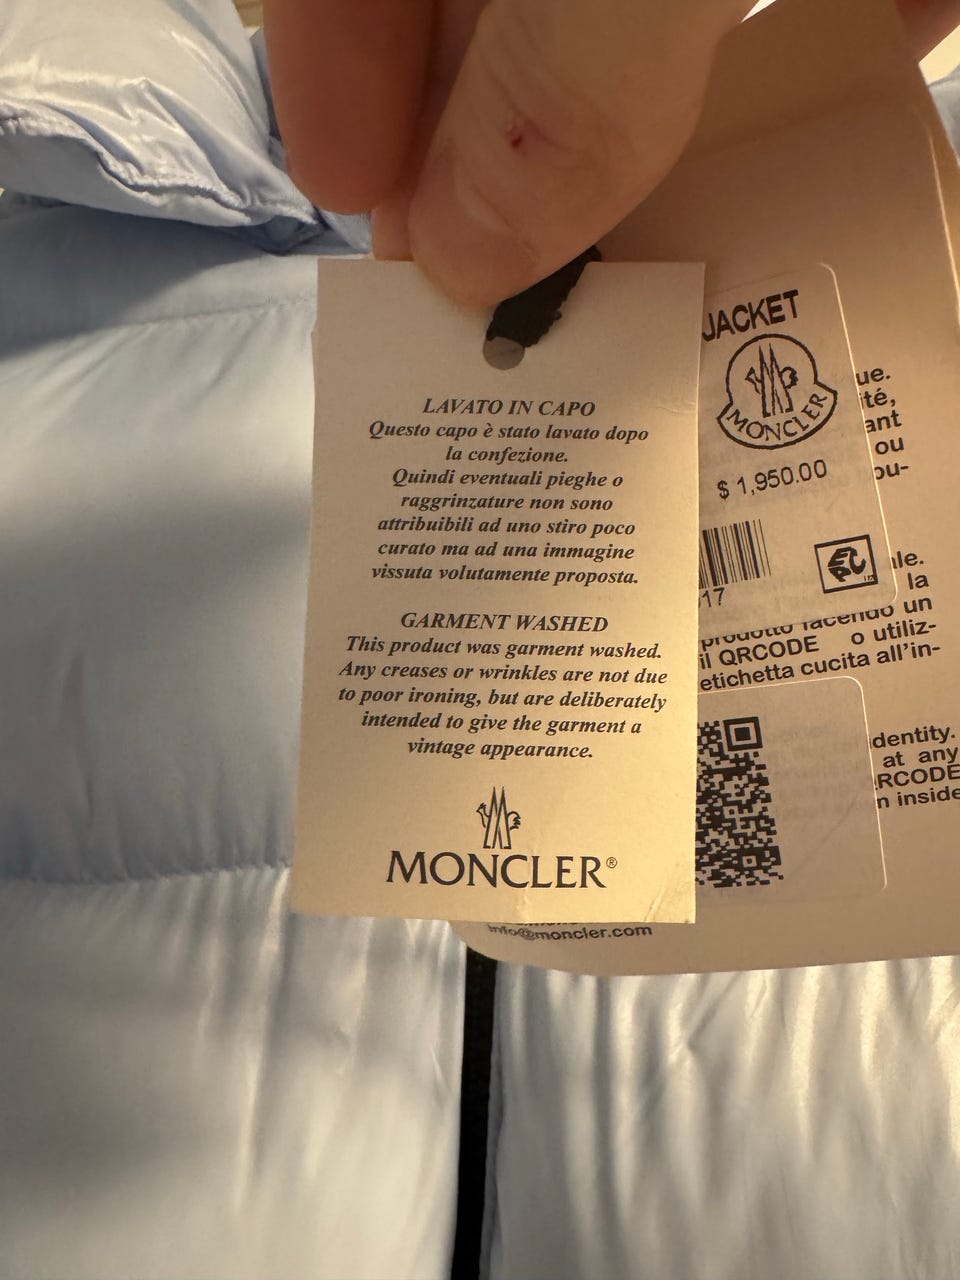 LAVATO IN CAPO
Questo capo è stato lavato dopo
la confezione.
Quindi eventuali pieghe o
raggrinzature non sono
attribuibili ad uno stiro poco
curato ma ad una immagine
vissuta volutamente proposta.
GARMENT WASHED
This product was garment washed.
Any creases or wrinkles are not due
to poor ironing, but are deliberately
intended to give the garment a
vintage appearance.
MONCLER®
JACKET
MONCLER
$ 1,950.00
17
ue.
ité,
ant
ou
ou-
ale.
la
prodotto facendo un
il QRCODE o utiliz-
etichetta cucita all'in-
dentity.
at any
RCODE
n inside
info@moncler.com